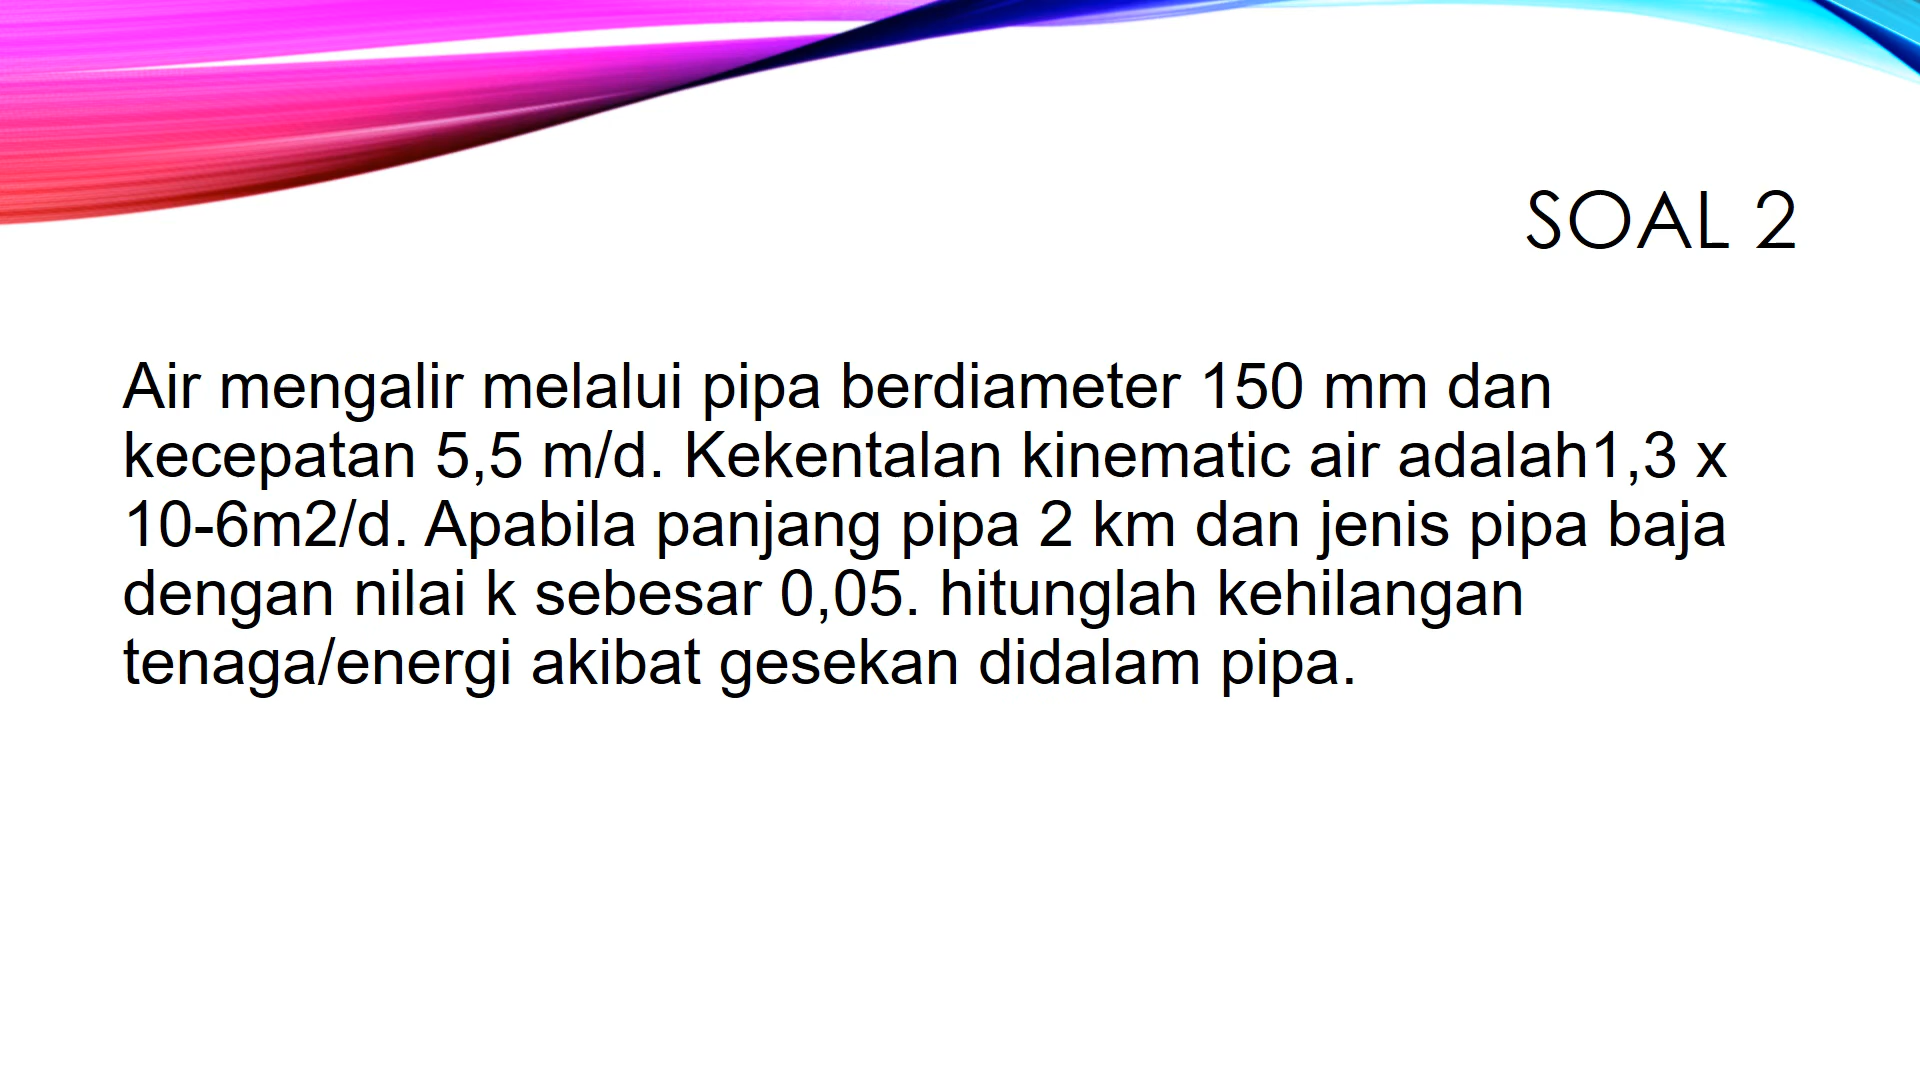 SOAL 2
Air mengalir melalui pipa berdiameter 150 mm dan
kecepatan 5,5 m/d. Kekentalan kinematic air adalah1,3 x
10-6m2/d. Apabila panjang pipa 2 km dan jenis pipa baja
dengan nilai k sebesar 0,05. hitunglah kehilangan
tenaga/energi akibat gesekan didalam pipa.